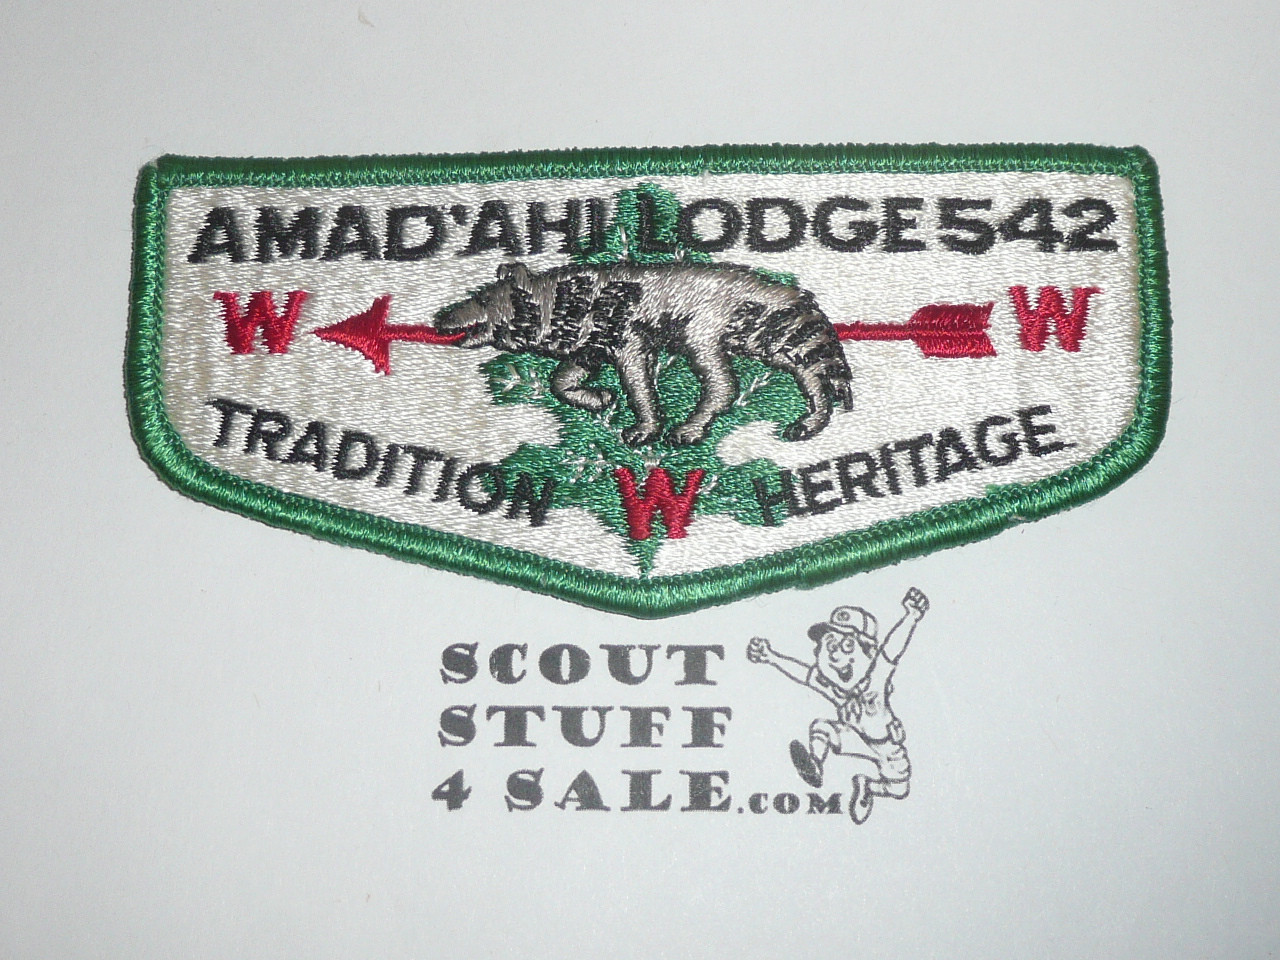 AMAD'AHI LODGE 542
W W
TRADITION W HERITAGE
SCOUT
STUFF
4 SALE.COM